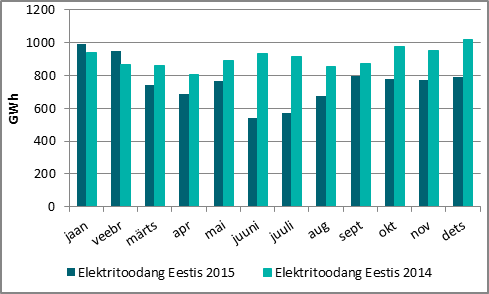 1200
1000
800
600
400
200
0
GWh
jaan veebr märts apr mai juuni juuli aug sept okt nov dets
Elektritoodang Eestis 2015 Elektritoodang Eestis 2014